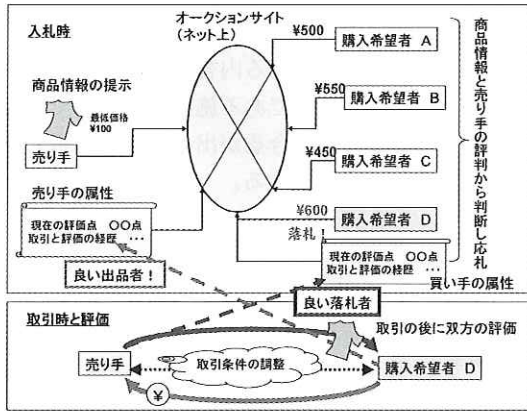 入札時
オークションサイト
(ネット上)
商品情報の提示
最低価格
¥100
売り手
¥500
購入希望者 A
¥550
購入希望者 B
¥450
購入希望者 C
¥600
購入希望者 D
落札！
商品情報と売り手の評判から判断し応札
売り手の属性
現在の評価点 〇〇点
取引と評価の経歴 …
良い出品者！
現在の評価点 〇〇点
取引と評価の経歴 …
買い手の属性
良い落札者
取引時と評価
取引の後に双方の評価
売り手
取引条件の調整
購入希望者 D
¥